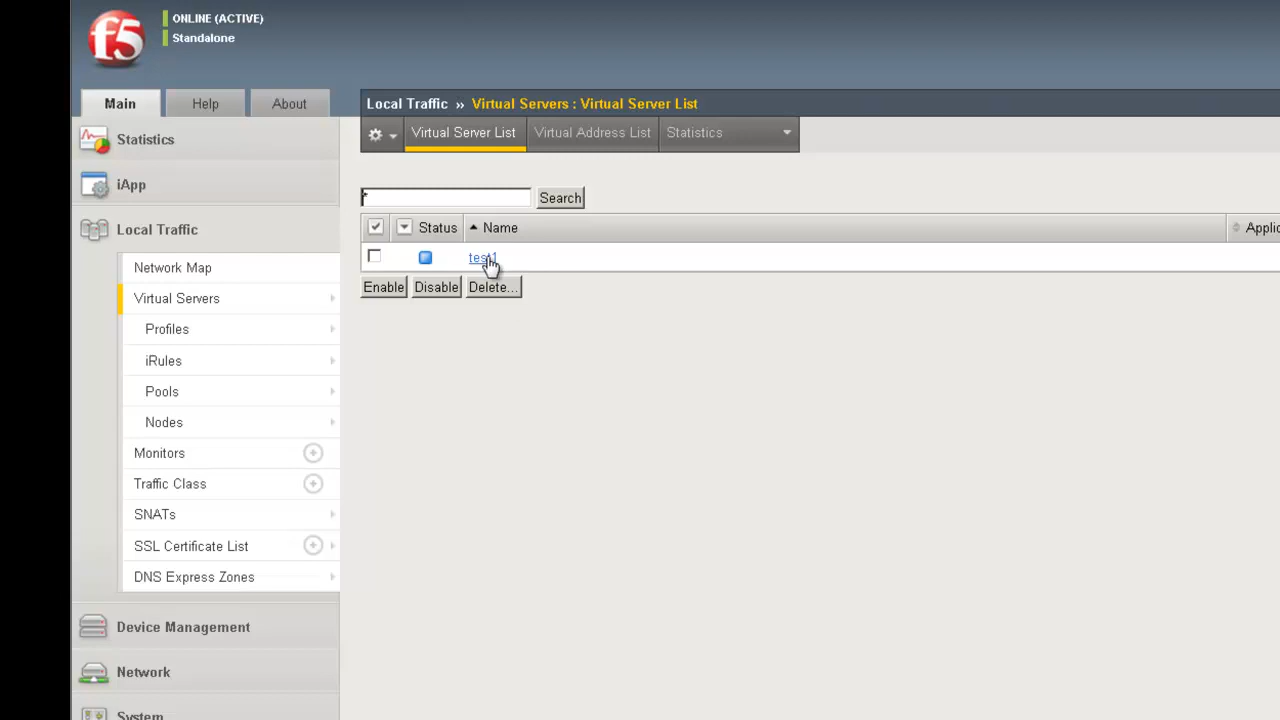 f5
ONLINE (ACTIVE)
Standalone
Main
Help
About
Local Traffic » Virtual Servers : Virtual Server List
Virtual Server List
Virtual Address List
Statistics
Statistics
iApp
Local Traffic
Network Map
Virtual Servers
Profiles
iRules
Pools
Nodes
Monitors
Traffic Class
SNATs
SSL Certificate List
DNS Express Zones
Device Management
Network
System
*
Search
Status
Name
Applic
test1
Enable
Disable
Delete...